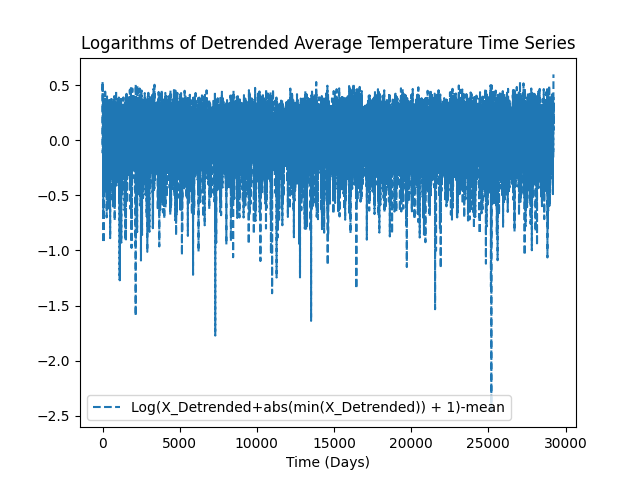 Logarithms of Detrended Average Temperature Time Series
0.5
0.0
−0.5
−1.0
−1.5
−2.0
−2.5
Log(X_Detrended+abs(min(X_Detrended)) + 1)-mean
0 5000 10000 15000 20000 25000 30000
Time (Days)